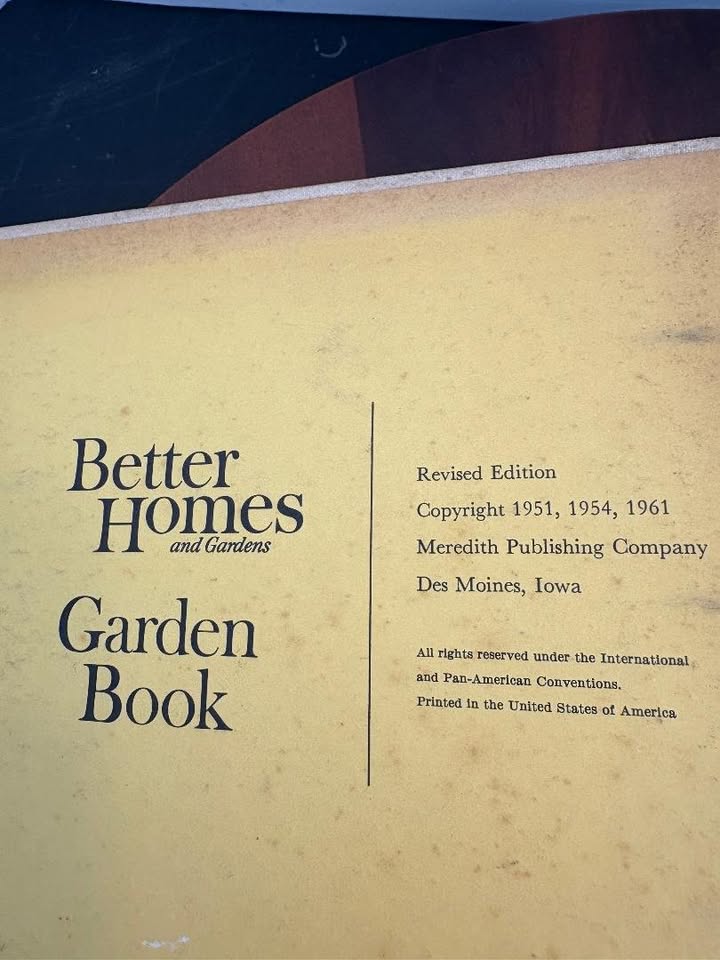 Better
Homes
and Gardens
Garden
Book
Revised Edition
Copyright 1951, 1954, 1961
Meredith Publishing Company
Des Moines, Iowa
All rights reserved under the International
and Pan-American Conventions.
Printed in the United States of America